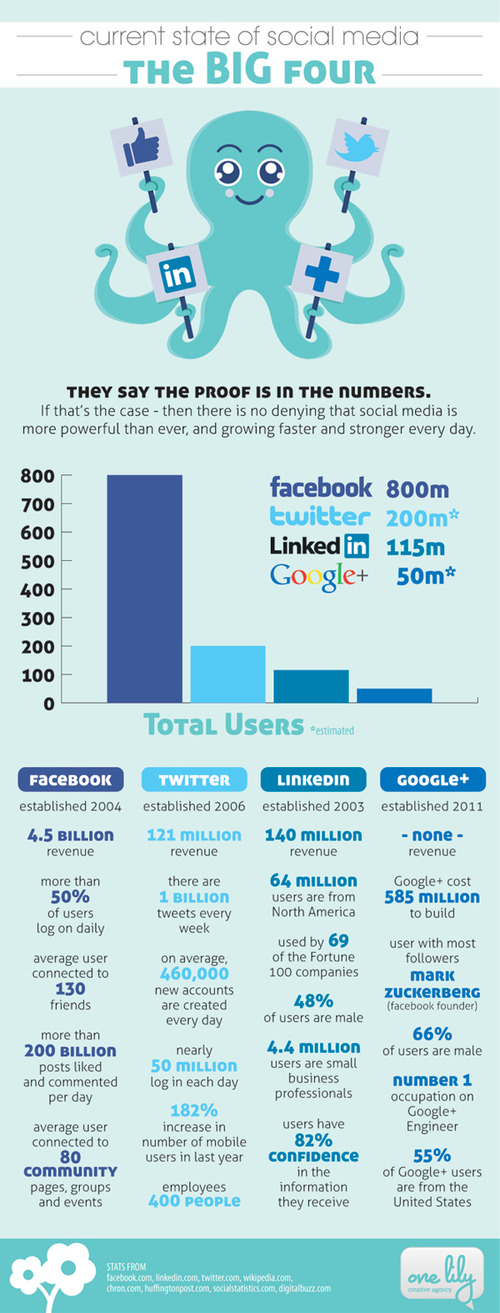 current state of social media
THE BIG FOUR
in
THEY SAY THE PROOF IS IN THE NUMBERS.
If that's the case - then there is no denying that social media is
more powerful than ever, and growing faster and stronger every day.
800
700
600
500
400
300
200
100
0
facebook 800m
twitter 200m*
Linked in 115m
Google+ 50m*
TOTAL USERS *estimated
FACEBOOK
established 2004
4.5 BILLION
revenue
more than
50%
of users
log on daily
average user
connected to
130
friends
more than
200 BILLION
posts liked
and commented
per day
average user
connected to
80
COMMUNITY
pages, groups
and events
TWITTER
established 2006
121 MILLION
revenue
there are
1 BILLION
tweets every
week
on average,
460,000
new accounts
are created
every day
nearly
50 MILLION
log in each day
182%
increase in
number of mobile
users in last year
employees
400 PEOPLE
LINKEDIN
established 2003
140 MILLION
revenue
64 MILLION
users are from
North America
used by 69
of the Fortune
100 companies
48%
of users are male
4.4 MILLION
users are small
business
professionals
users have
82%
CONFIDENCE
in the
information
they receive
GOOGLE+
established 2011
- none -
revenue
Google+ cost
585 MILLION
to build
user with most
followers
MARK
ZUCKERBERG
(facebook founder)
66%
of users are male
NUMBER 1
occupation on
Google+
Engineer
55%
of Google+ users
are from the
United States
STATS FROM
facebook.com, linkedin.com, twitter.com, wikipedia.com,
chron.com, huffingtonpost.com, socialstatistics.com, digitalbuzz.com
one lily
creative agency